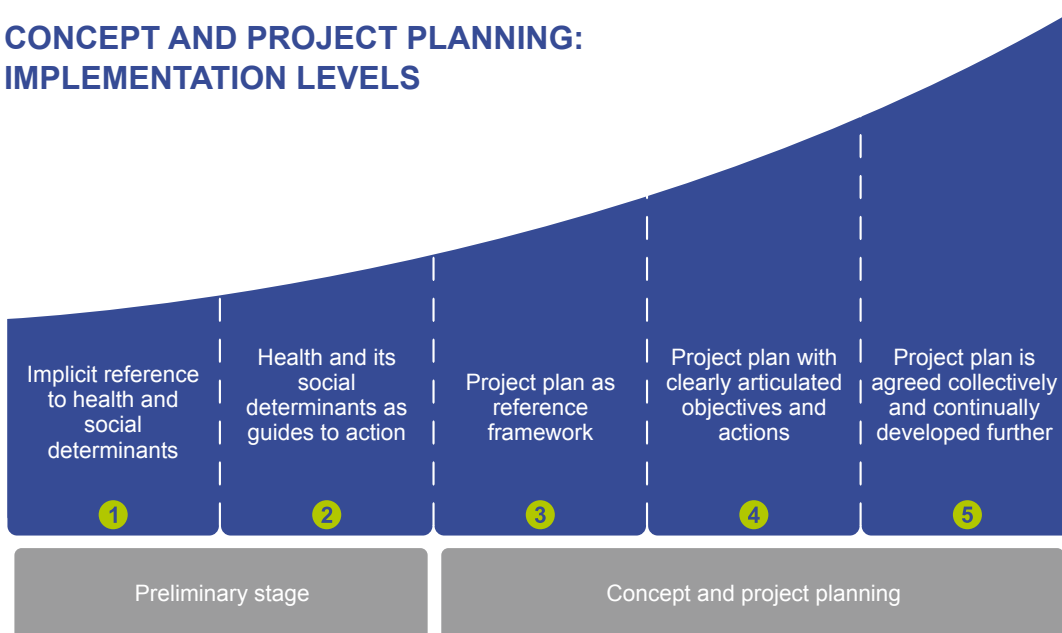 CONCEPT AND PROJECT PLANNING:
IMPLEMENTATION LEVELS
Implicit reference
to health and
social
determinants
1
Health and its
social
determinants as
guides to action
2
Project plan as
reference
framework
3
Project plan with
clearly articulated
objectives and
actions
4
Project plan is
agreed collectively
and continually
developed further
5
Preliminary stage
Concept and project planning